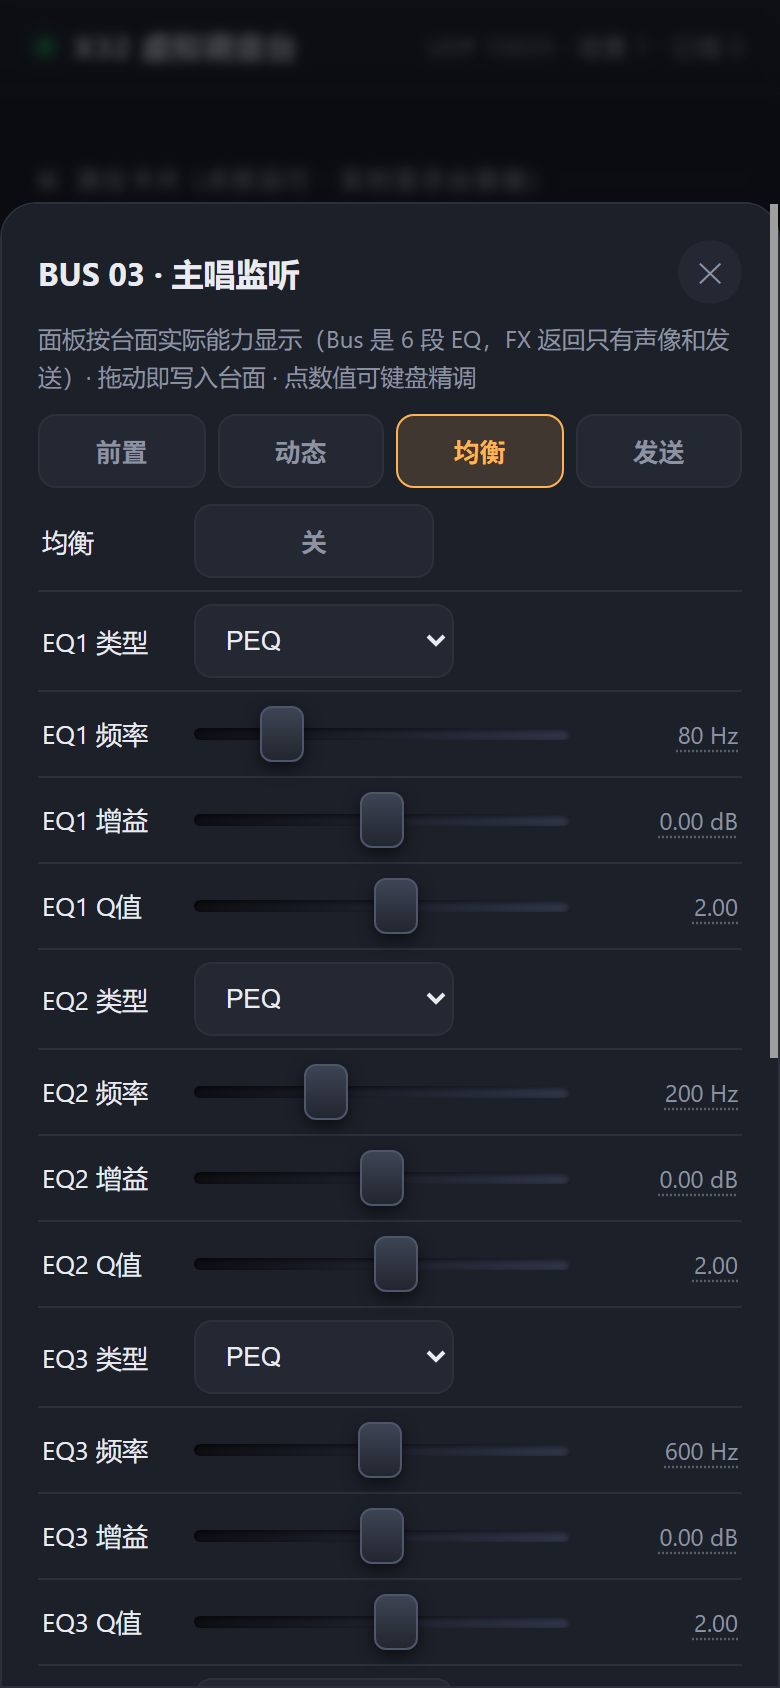 X32 虚拟调音台
BUS 03 · 主唱监听
面板按台面实际能力显示（Bus 是 6 段 EQ，FX 返回只有声像和发
送）· 拖动即写入台面 · 点数值可键盘精调
前置 动态 均衡 发送
均衡 关
EQ1 类型 PEQ
EQ1 频率 80 Hz
EQ1 增益 0.00 dB
EQ1 Q值 2.00
EQ2 类型 PEQ
EQ2 频率 200 Hz
EQ2 增益 0.00 dB
EQ2 Q值 2.00
EQ3 类型 PEQ
EQ3 频率 600 Hz
EQ3 增益 0.00 dB
EQ3 Q值 2.00